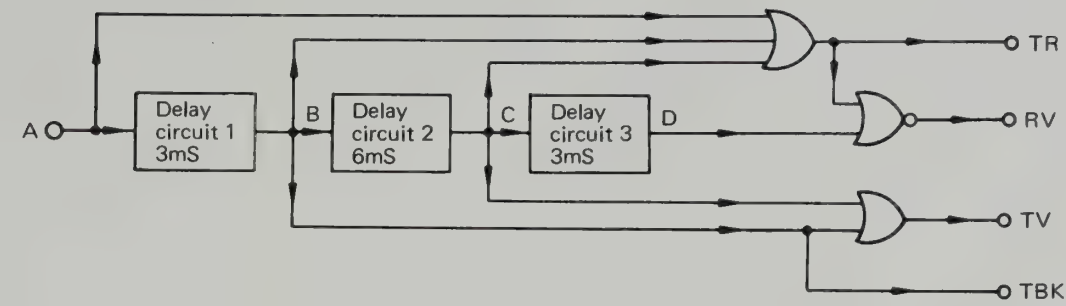 TR
A
Delay
circuit 1
3mS
B
Delay
circuit 2
6mS
C
Delay
circuit 3
3mS
D
RV
TV
TBK